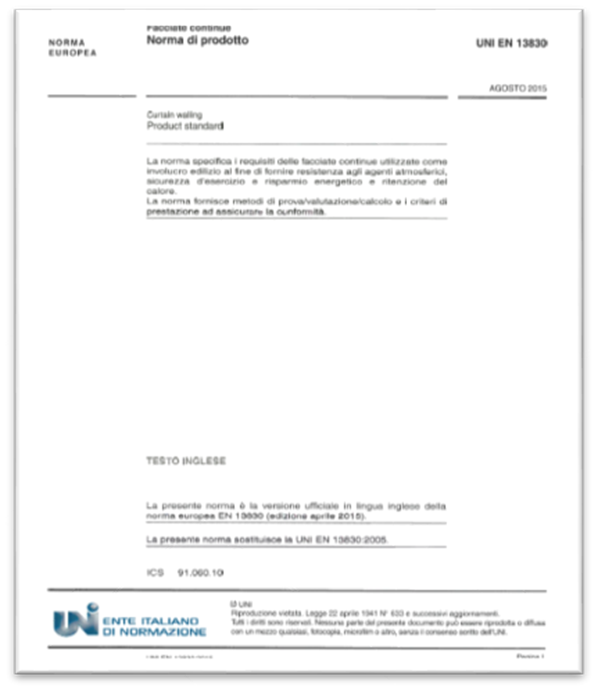 Facciate continue
NORMA
EUROPEA
Norma di prodotto
UNI EN 13830
AGOSTO 2015
Curtain walling
Product standard
La norma specifica i requisiti delle facciate continue utilizzate come
involucro edilizio al fine di fornire resistenza agli agenti atmosferici,
sicurezza d'esercizio e risparmio energetico e ritenzione del
calore.
La norma fornisce metodi di prova/valutazione/calcolo e i criteri di
prestazione ad assicurare la conformità.
TESTO INGLESE
La presente norma è la versione ufficiale in lingua inglese della
norma europea EN 13830 (edizione aprile 2015).
La presente norma sostituisce la UNI EN 13830:2005.
ICS 91.060.10
UNI
ENTE ITALIANO
DI NORMAZIONE
© UNI
Riproduzione vietata. Legge 22 aprile 1941 N° 633 e successivi aggiornamenti.
Tutti i diritti sono riservati. Nessuna parte del presente documento può essere riprodotta o diffusa
con un mezzo qualsiasi, fotocopie, microfilm o altro, senza il consenso scritto dell'UNI.